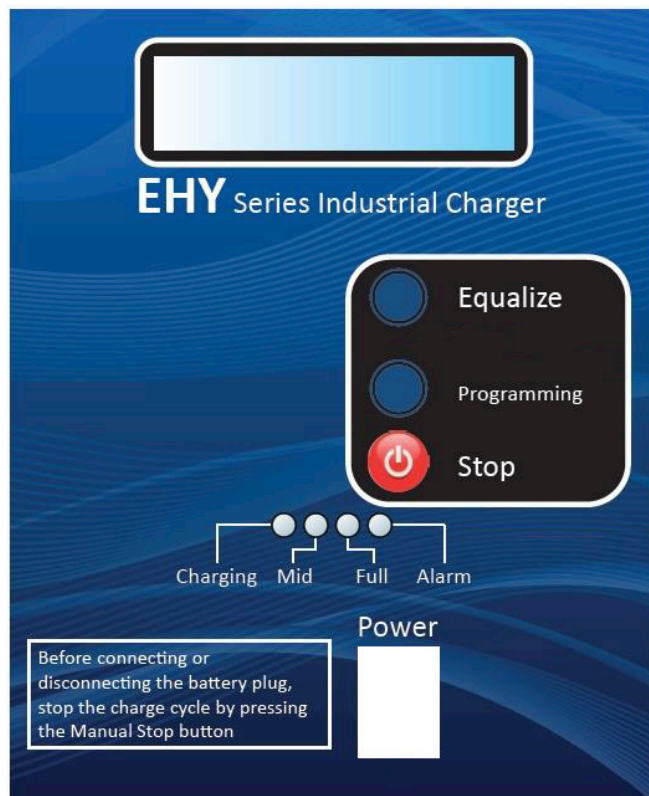 EHY Series Industrial Charger
Equalize
Programming
Stop
Charging Mid Full Alarm
Power
Before connecting or
disconnecting the battery plug,
stop the charge cycle by pressing
the Manual Stop button